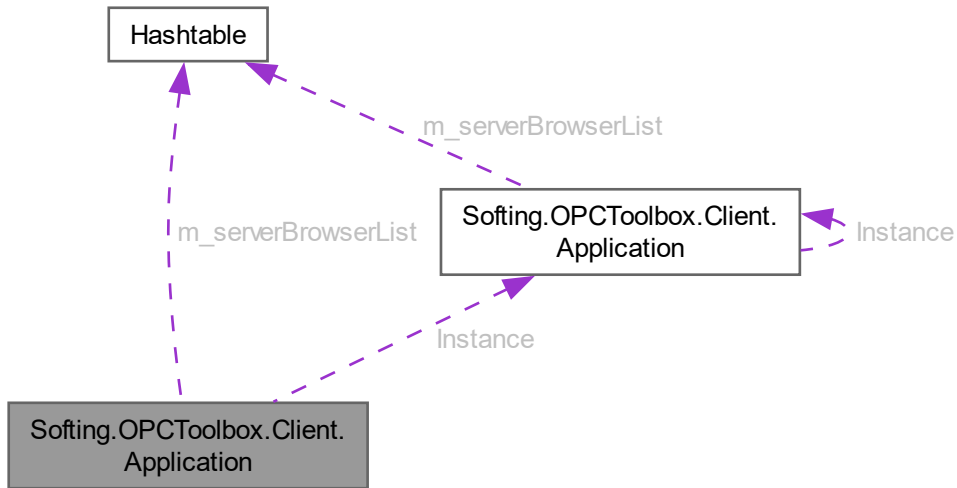 Hashtable
m_serverBrowserList
Softing.OPCToolbox.Client.
Application
Instance
m_serverBrowserList
Instance
Softing.OPCToolbox.Client.
Application